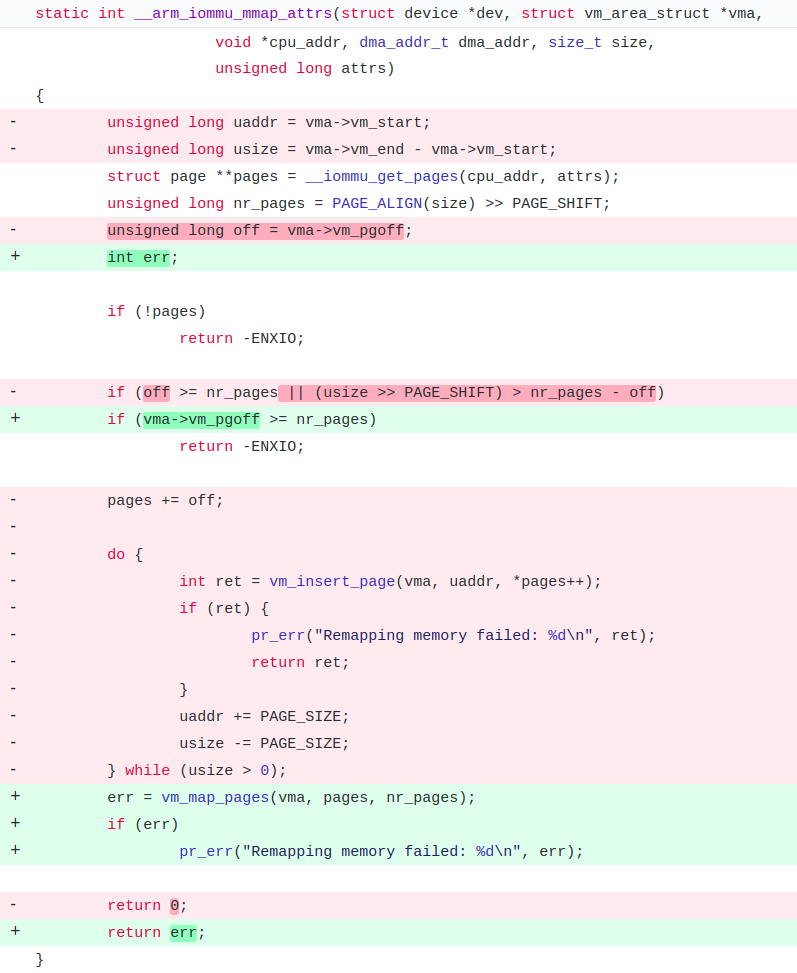 static int __arm_iommu_mmap_attrs(struct device *dev, struct vm_area_struct *vma,
                    void *cpu_addr, dma_addr_t dma_addr, size_t size,
                    unsigned long attrs)
{
-        unsigned long uaddr = vma->vm_start;
-        unsigned long usize = vma->vm_end - vma->vm_start;
        struct page **pages = __iommu_get_pages(cpu_addr, attrs);
        unsigned long nr_pages = PAGE_ALIGN(size) >> PAGE_SHIFT;
-        unsigned long off = vma->vm_pgoff;
+        int err;

        if (!pages)
                return -ENXIO;

-        if (off >= nr_pages || (usize >> PAGE_SHIFT) > nr_pages - off)
+        if (vma->vm_pgoff >= nr_pages)
                return -ENXIO;

-        pages += off;
-
-        do {
-                int ret = vm_insert_page(vma, uaddr, *pages++);
-                if (ret) {
-                        pr_err("Remapping memory failed: %d\n", ret);
-                        return ret;
-                }
-                uaddr += PAGE_SIZE;
-                usize -= PAGE_SIZE;
-        } while (usize > 0);
+        err = vm_map_pages(vma, pages, nr_pages);
+        if (err)
+                pr_err("Remapping memory failed: %d\n", err);

-        return 0;
+        return err;
}